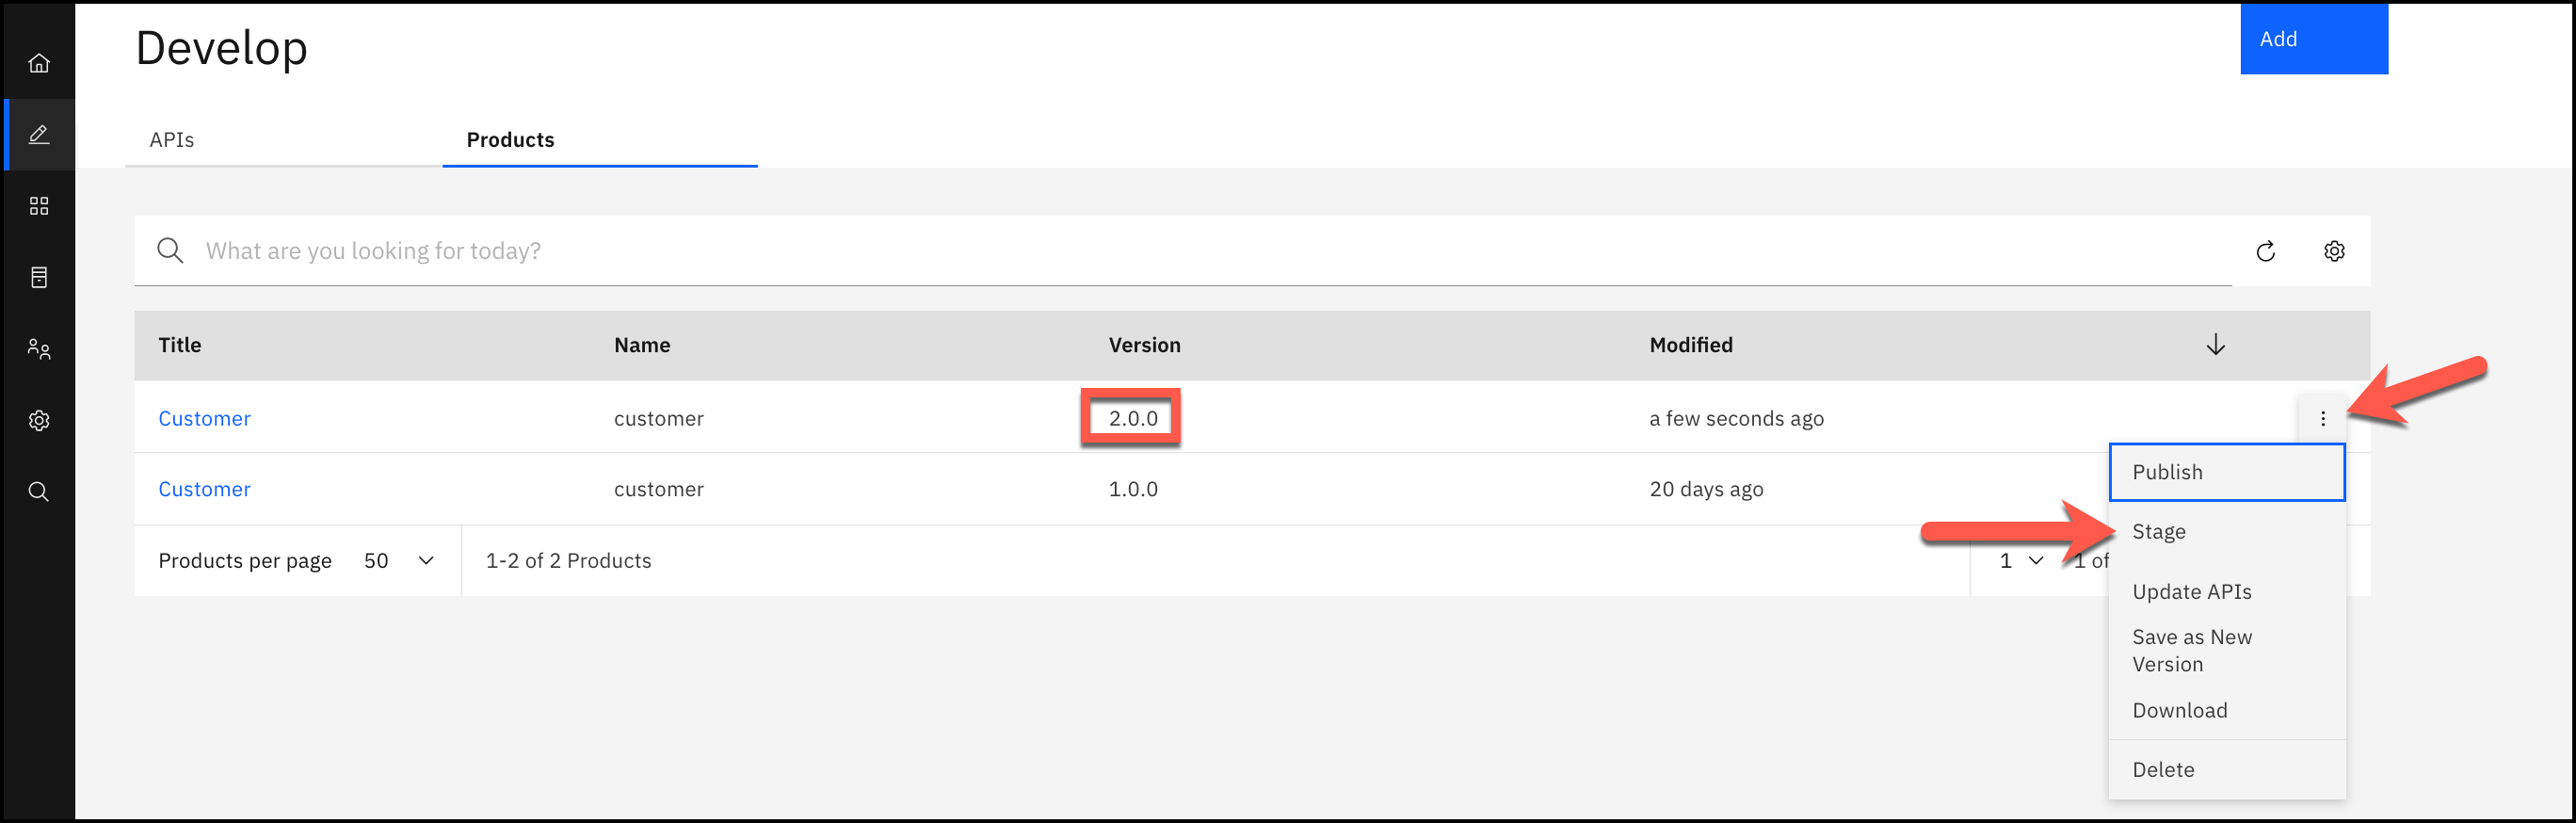 Develop
Add
APIs
Products
What are you looking for today?
Title Name Version Modified
Customer customer 2.0.0 a few seconds ago
Customer customer 1.0.0 20 days ago
Products per page 50 1-2 of 2 Products 1 1 of
Publish
Stage
Update APIs
Save as New
Version
Download
Delete